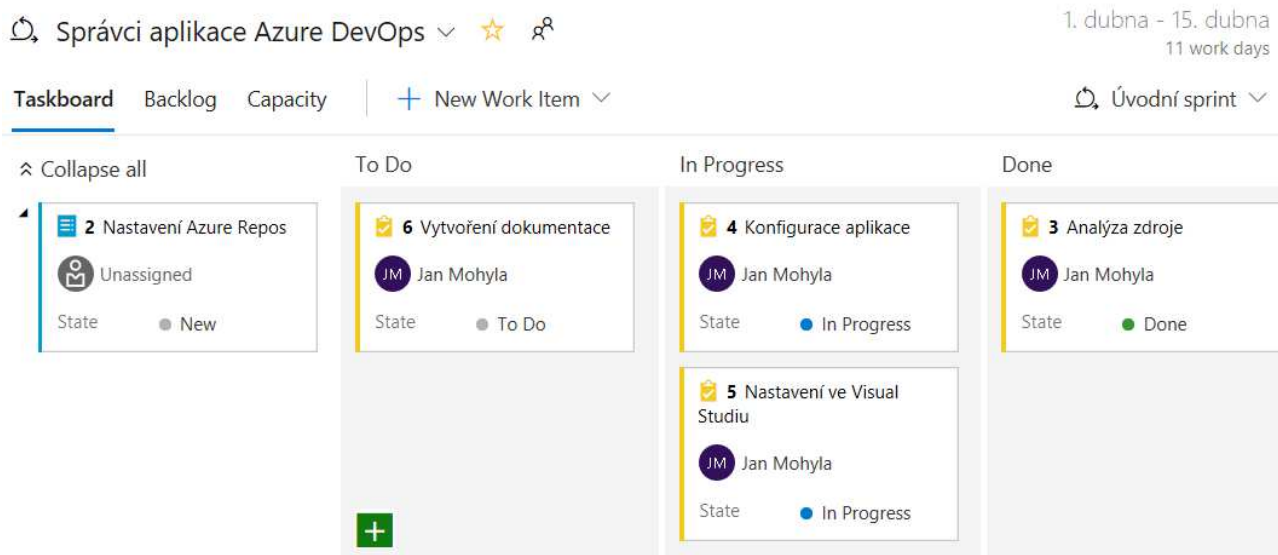 Správci aplikace Azure DevOps
1. dubna - 15. dubna
11 work days
Taskboard Backlog Capacity New Work Item Úvodní sprint
Collapse all
To Do
In Progress
Done
2 Nastavení Azure Repos
Unassigned
State New
6 Vytvoření dokumentace
JM Jan Mohyla
State To Do
4 Konfigurace aplikace
JM Jan Mohyla
State In Progress
5 Nastavení ve Visual
Studiu
JM Jan Mohyla
State In Progress
3 Analýza zdroje
JM Jan Mohyla
State Done